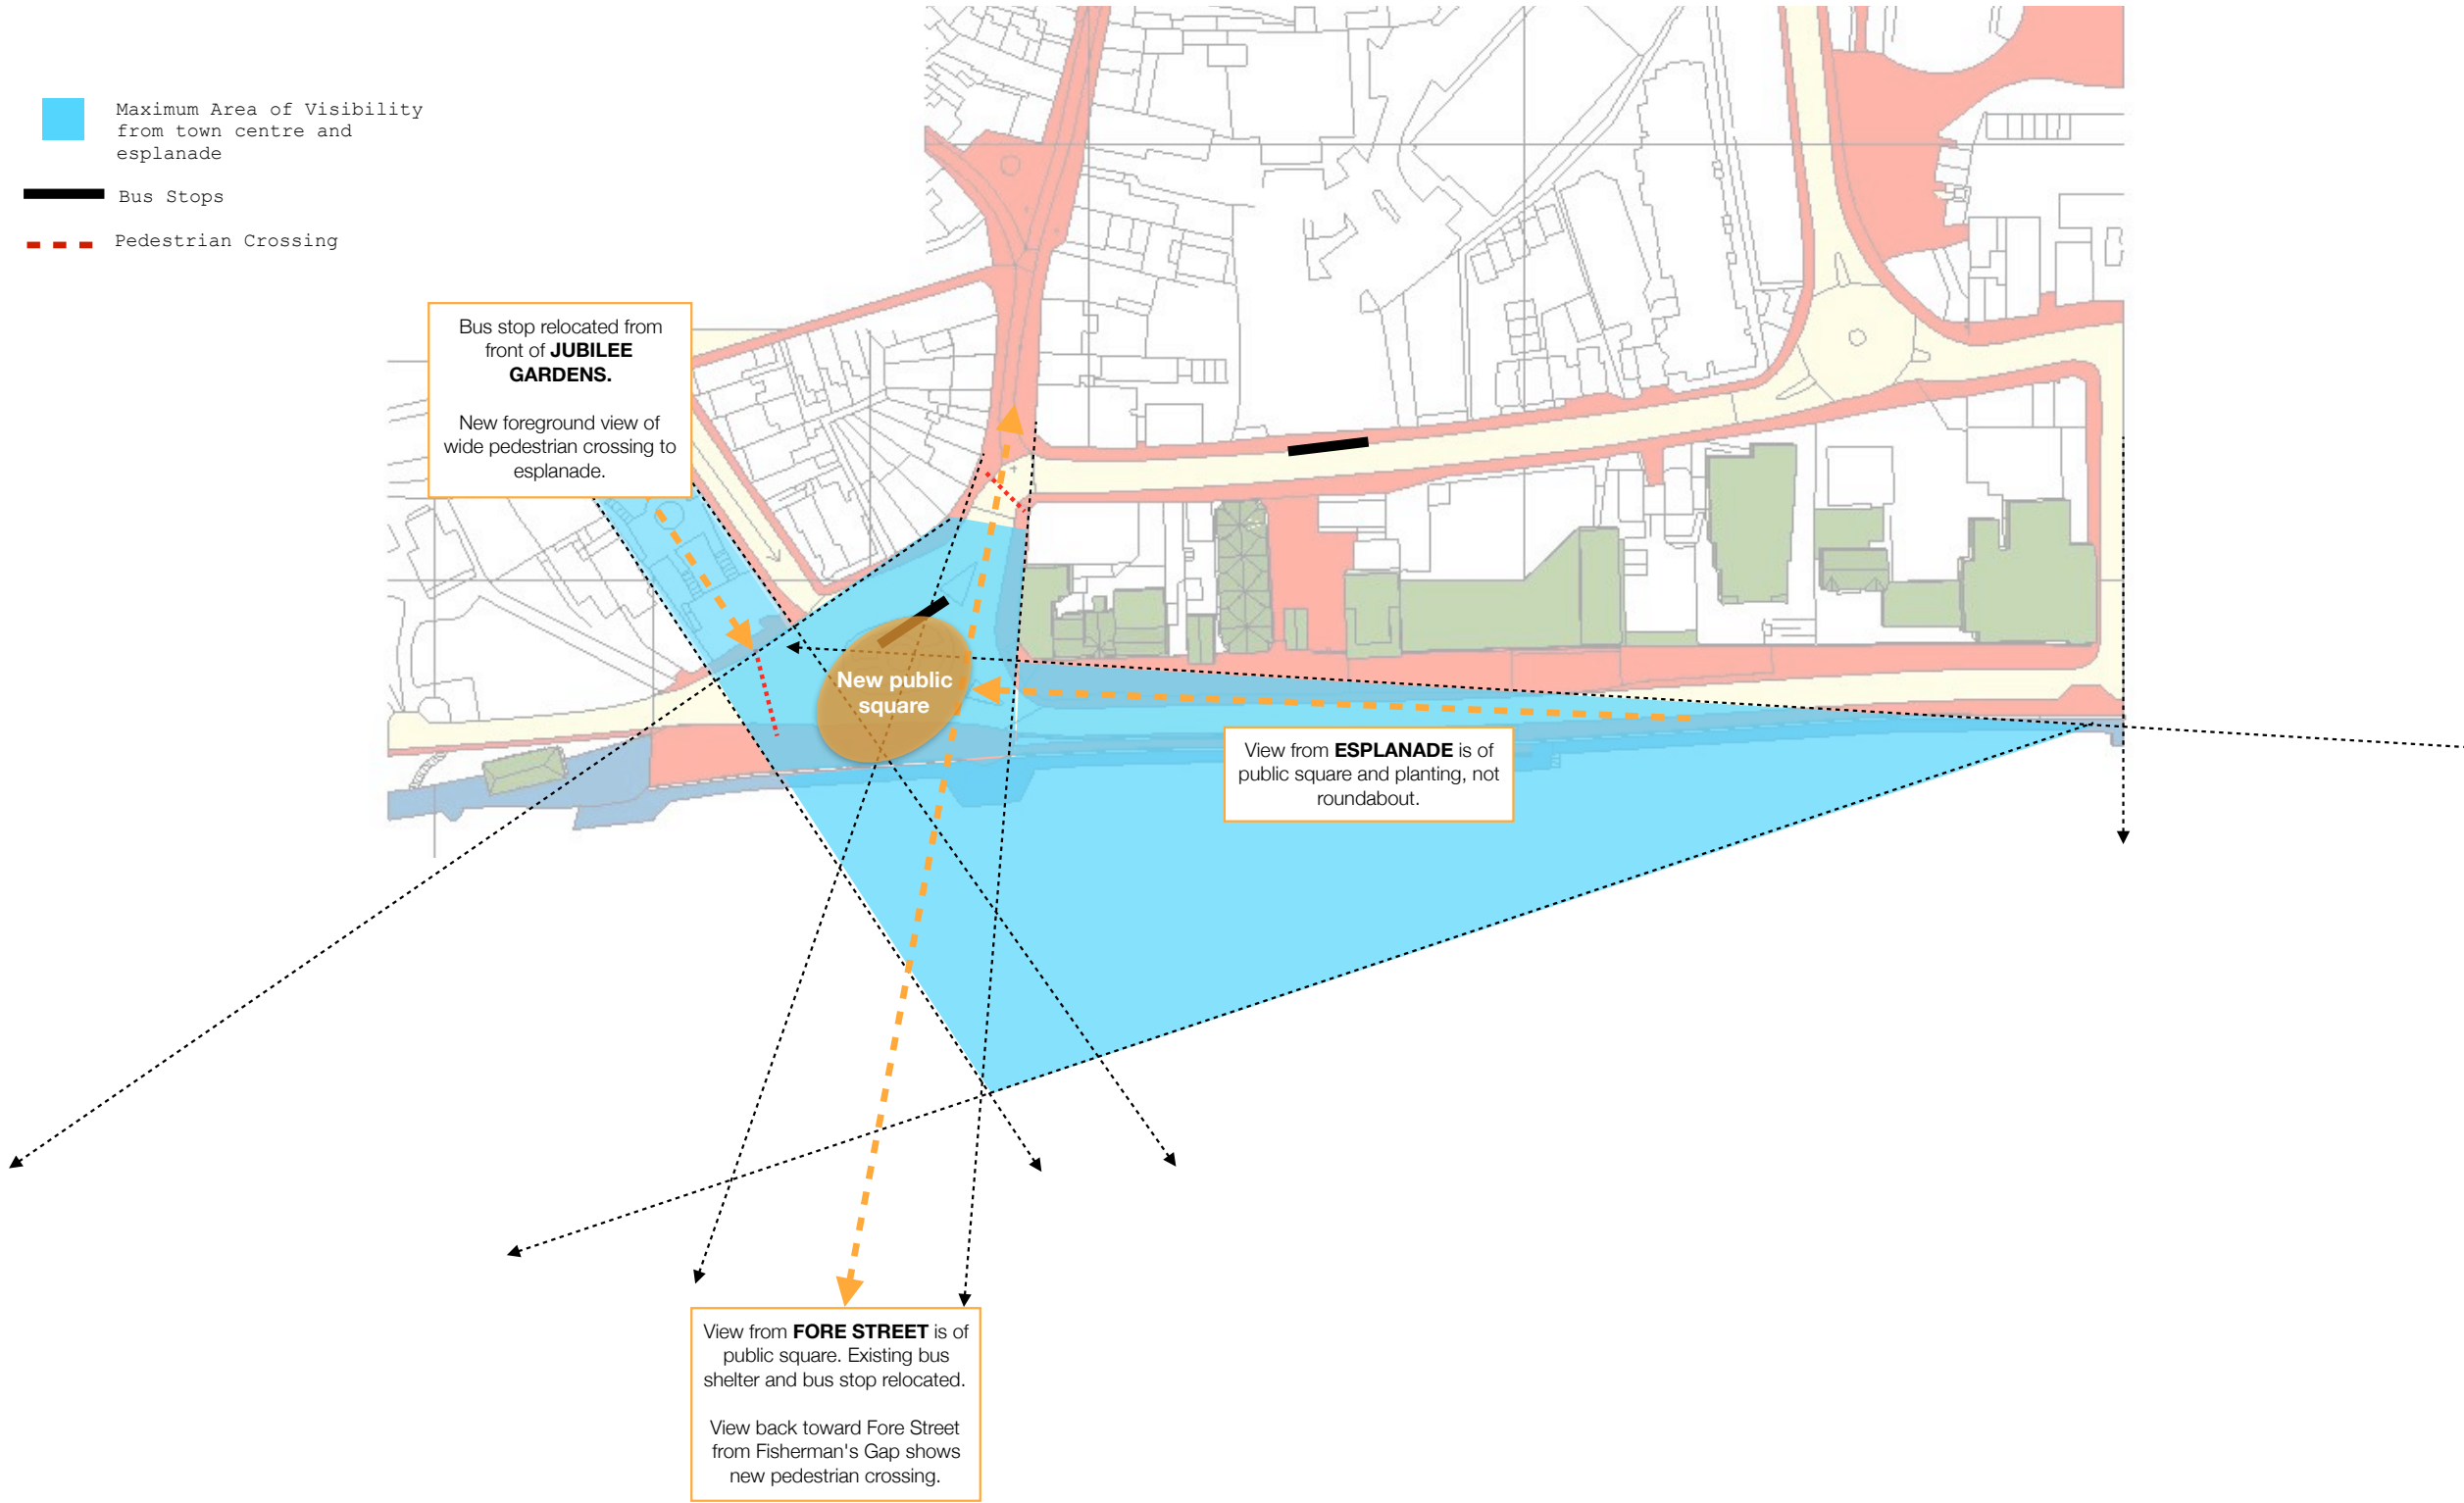 Maximum Area of Visibility
from town centre and
esplanade
Bus Stops
Pedestrian Crossing
Bus stop relocated from
front of JUBILEE
GARDENS.
New foreground view of
wide pedestrian crossing to
esplanade.
New public
square
View from ESPLANADE is of
public square and planting, not
roundabout.
View from FORE STREET is of
public square. Existing bus
shelter and bus stop relocated.
View back toward Fore Street
from Fisherman's Gap shows
new pedestrian crossing.